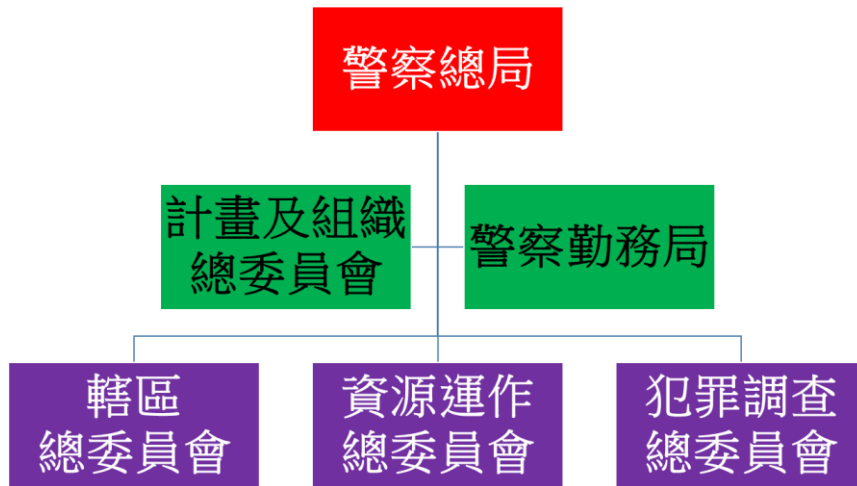 警察總局
計畫及組織
總委員會
警察勤務局
轄區
總委員會
資源運作
總委員會
犯罪調查
總委員會